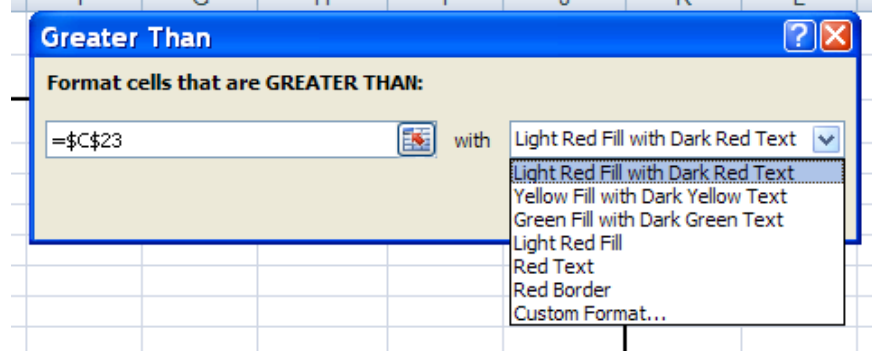 Greater Than
Format cells that are GREATER THAN:
=$C$23 with Light Red Fill with Dark Red Text
Light Red Fill with Dark Red Text
Yellow Fill with Dark Yellow Text
Green Fill with Dark Green Text
Light Red Fill
Red Text
Red Border
Custom Format...